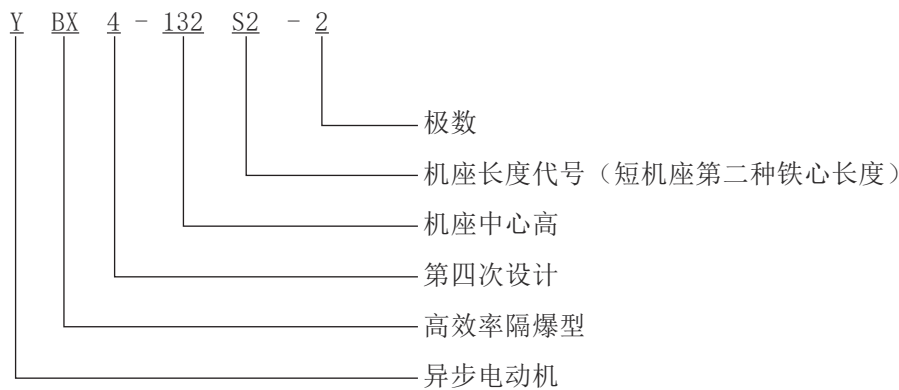 Y BX 4 - 132 S2 - 2
极数
机座长度代号（短机座第二种铁心长度）
机座中心高
第四次设计
高效率隔爆型
异步电动机